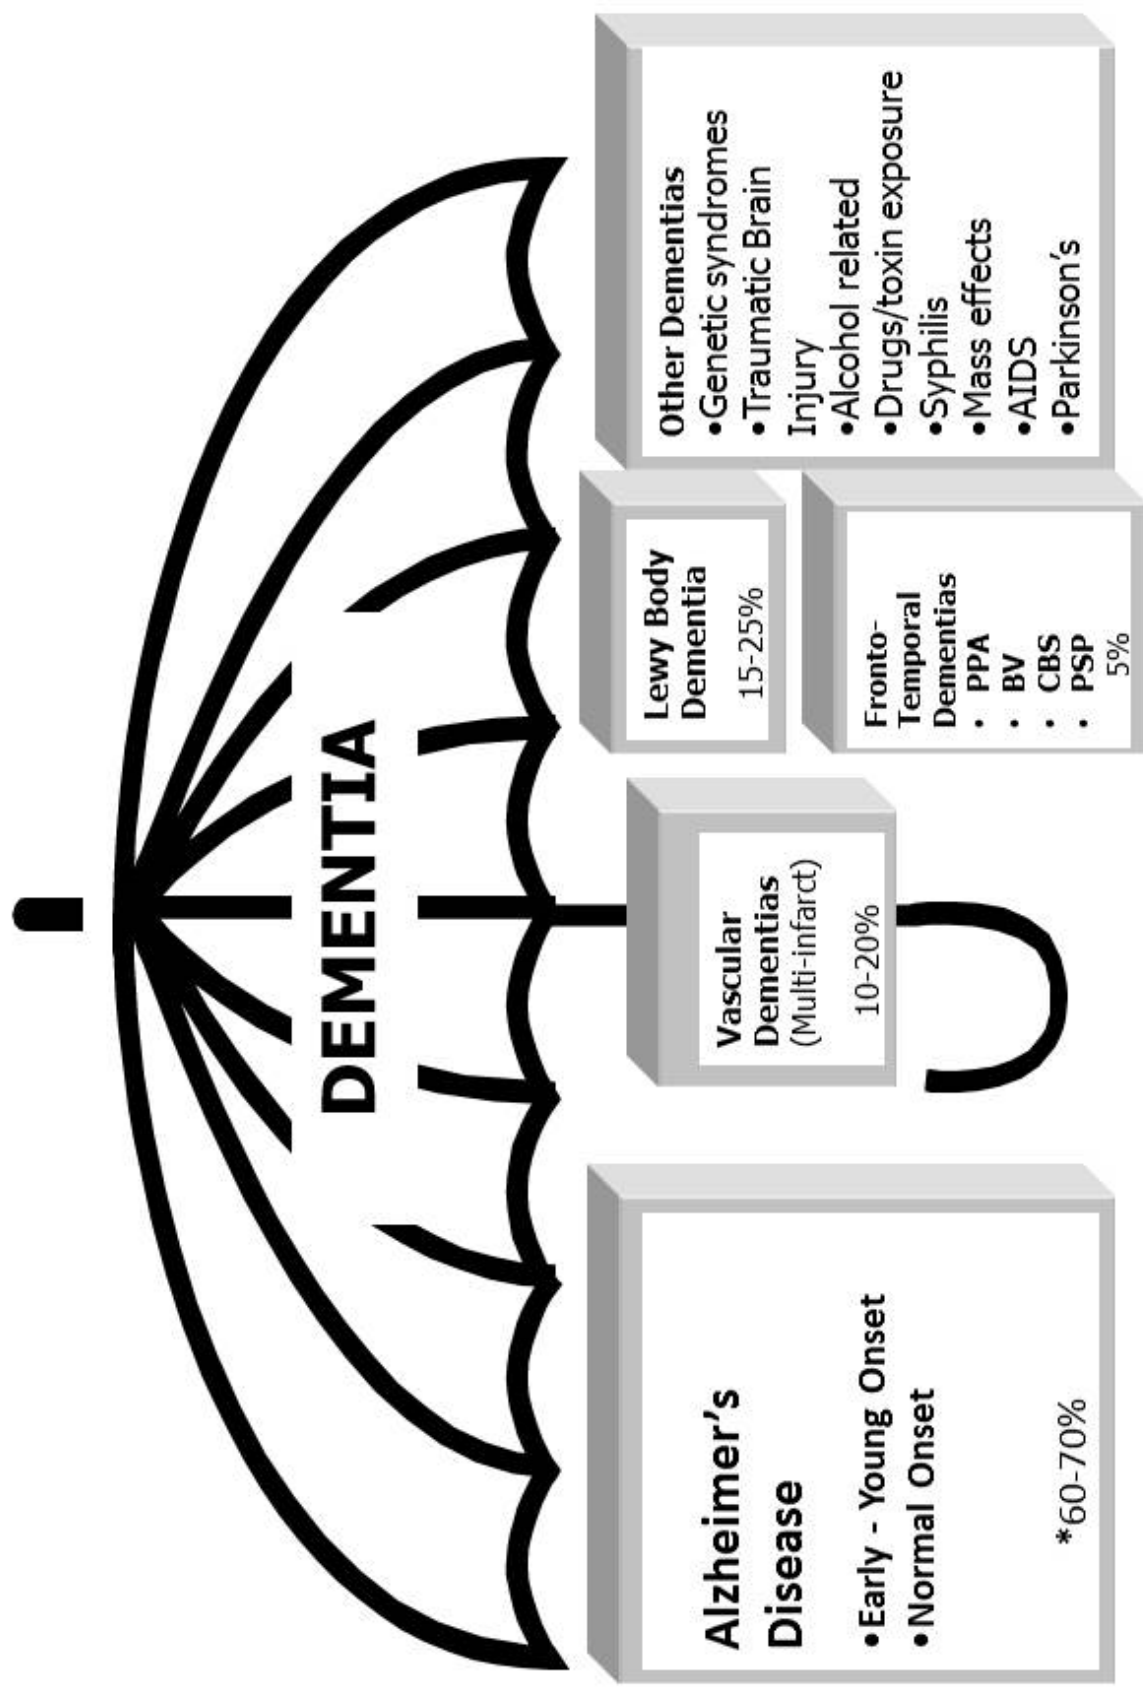 DEMENTIA
Alzheimer’s
Disease
•Early - Young Onset
•Normal Onset
*60-70%
Vascular
Dementias
(Multi-infarct)
10-20%
Lewy Body
Dementia
15-25%
Fronto-
Temporal
Dementias
• PPA
• BV
• CBS
• PSP
5%
Other Dementias
•Genetic syndromes
•Traumatic Brain
Injury
•Alcohol related
•Drugs/toxin exposure
•Syphilis
•Mass effects
•AIDS
•Parkinson’s